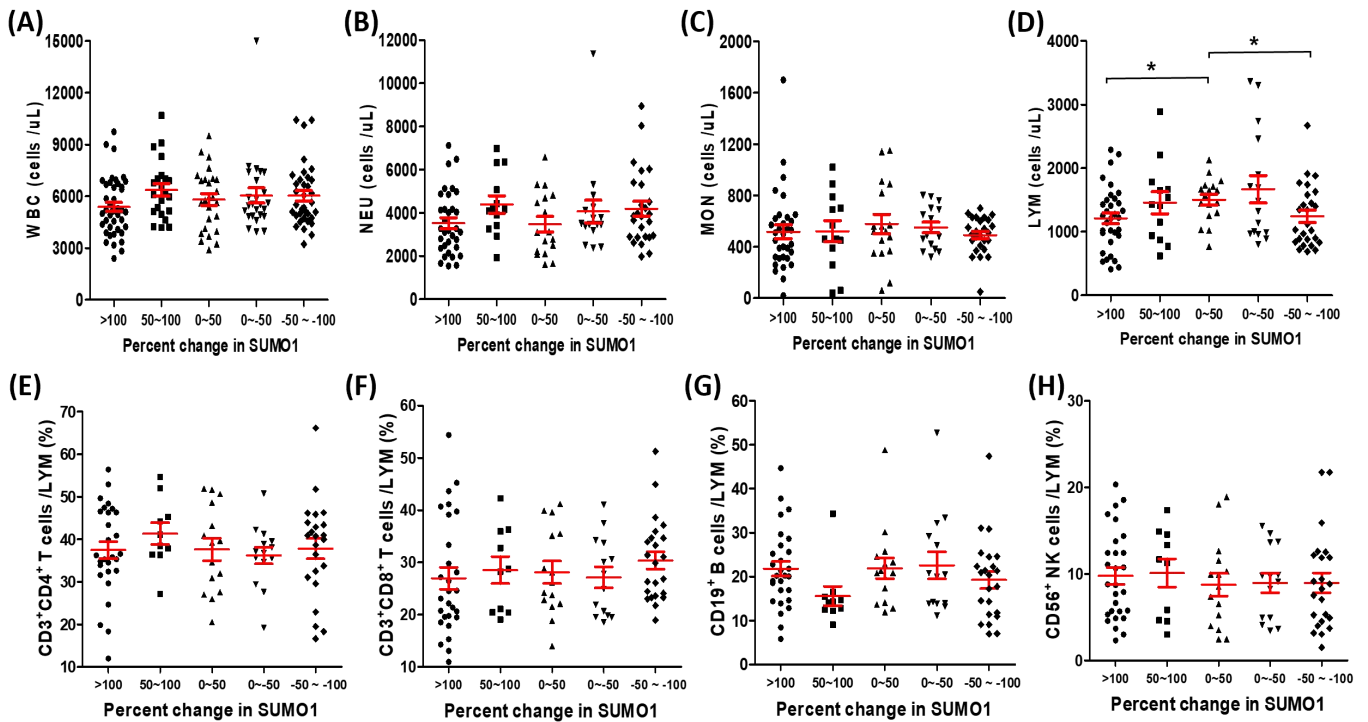 (A)
15000
12000
9000
6000
3000
0
WBC (cells /uL)
>100 50~100 0~50 0~-50 -50 ~ -100
Percent change in SUMO1
(B)
12000
10000
8000
6000
4000
2000
0
NEU (cells /uL)
>100 50~100 0~50 0~-50 -50 ~ -100
Percent change in SUMO1
(C)
2000
1600
1200
800
400
0
MON (cells /uL)
>100 50~100 0~50 0~-50 -50 ~ -100
Percent change in SUMO1
(D)
4000
3000
2000
1000
0
LYM (cells /uL)
* *
>100 50~100 0~50 0~-50 -50 ~ -100
Percent change in SUMO1
(E)
70
60
50
40
30
20
10
CD3⁺CD4⁺ T cells /LYM (%)
>100 50~100 0~50 0~-50 -50 ~ -100
Percent change in SUMO1
(F)
60
50
40
30
20
10
CD3⁺CD8⁺ T cells /LYM (%)
>100 50~100 0~50 0~-50 -50 ~ -100
Percent change in SUMO1
(G)
60
50
40
30
20
10
0
CD19⁺ B cells /LYM (%)
>100 50~100 0~50 0~-50 -50 ~ -100
Percent change in SUMO1
(H)
30
20
10
0
CD56⁺ NK cells /LYM (%)
>100 50~100 0~50 0~-50 -50 ~ -100
Percent change in SUMO1